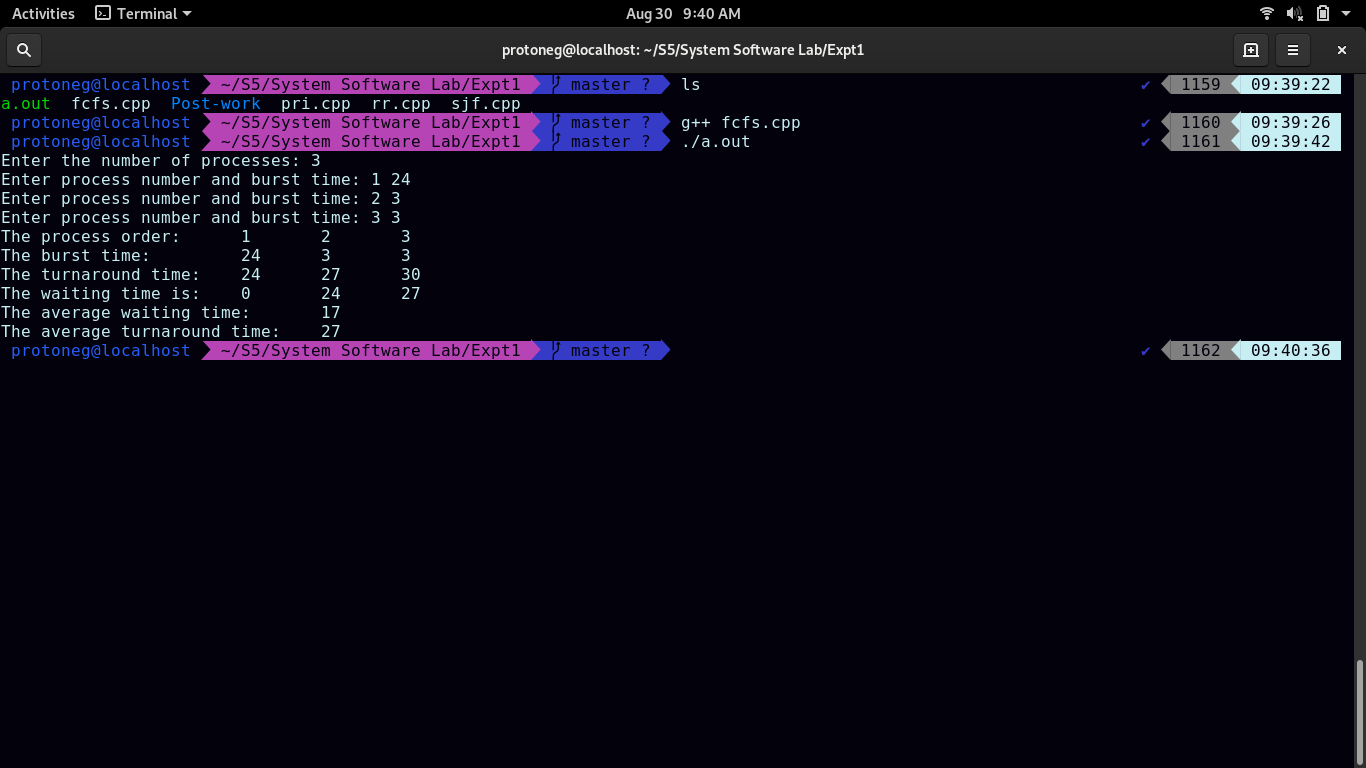 Activities Terminal Aug 30 9:40 AM
protoneg@localhost: ~/S5/System Software Lab/Expt1
protoneg@localhost ~/S5/System Software Lab/Expt1 master ? ls ✔ 1159 09:39:22
a.out fcfs.cpp Post-work pri.cpp rr.cpp sjf.cpp
protoneg@localhost ~/S5/System Software Lab/Expt1 master ? g++ fcfs.cpp ✔ 1160 09:39:26
protoneg@localhost ~/S5/System Software Lab/Expt1 master ? ./a.out ✔ 1161 09:39:42
Enter the number of processes: 3
Enter process number and burst time: 1 24
Enter process number and burst time: 2 3
Enter process number and burst time: 3 3
The process order: 1 2 3
The burst time: 24 3 3
The turnaround time: 24 27 30
The waiting time is: 0 24 27
The average waiting time: 17
The average turnaround time: 27
protoneg@localhost ~/S5/System Software Lab/Expt1 master ? ✔ 1162 09:40:36